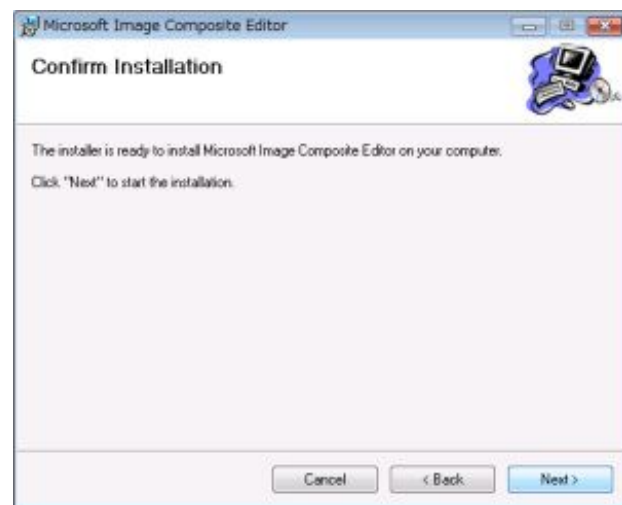 Microsoft Image Composite Editor
Confirm Installation
The installer is ready to install Microsoft Image Composite Editor on your computer.
Click "Next" to start the installation.
Cancel
< Back
Next >